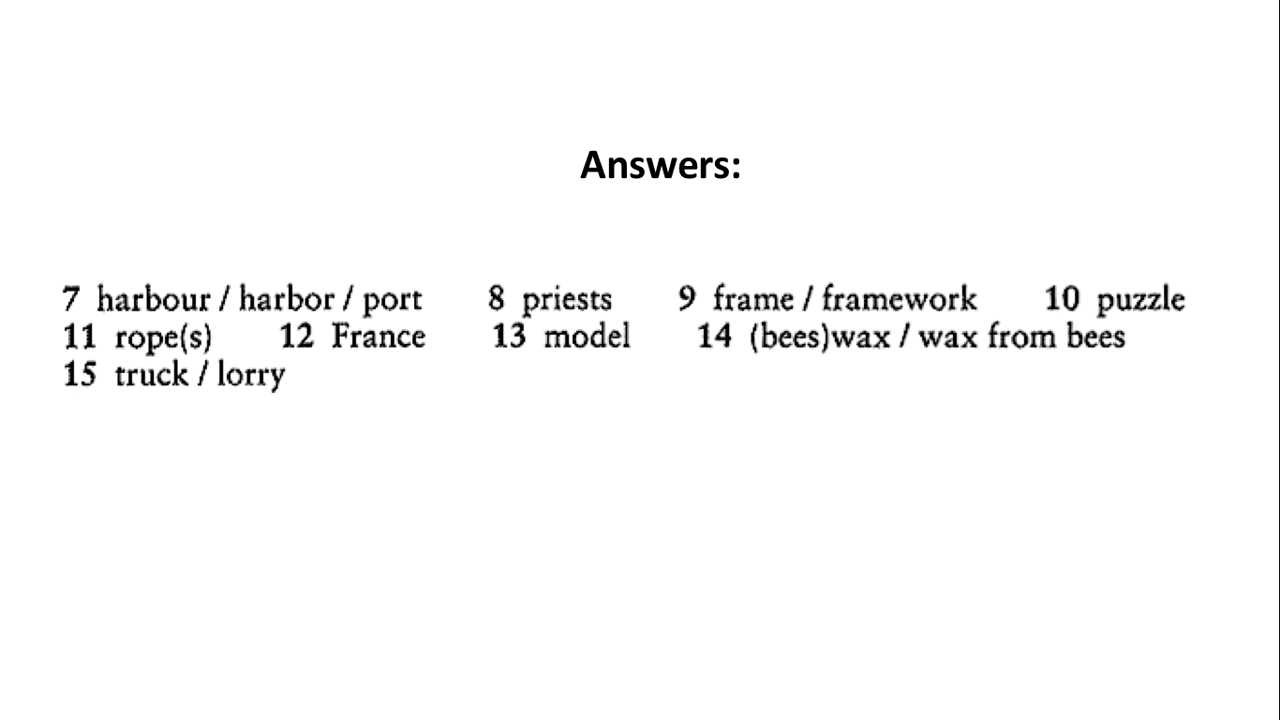 Answers:
7 harbour / harbor / port 8 priests 9 frame / framework 10 puzzle
11 rope(s) 12 France 13 model 14 (bees)wax / wax from bees
15 truck / lorry